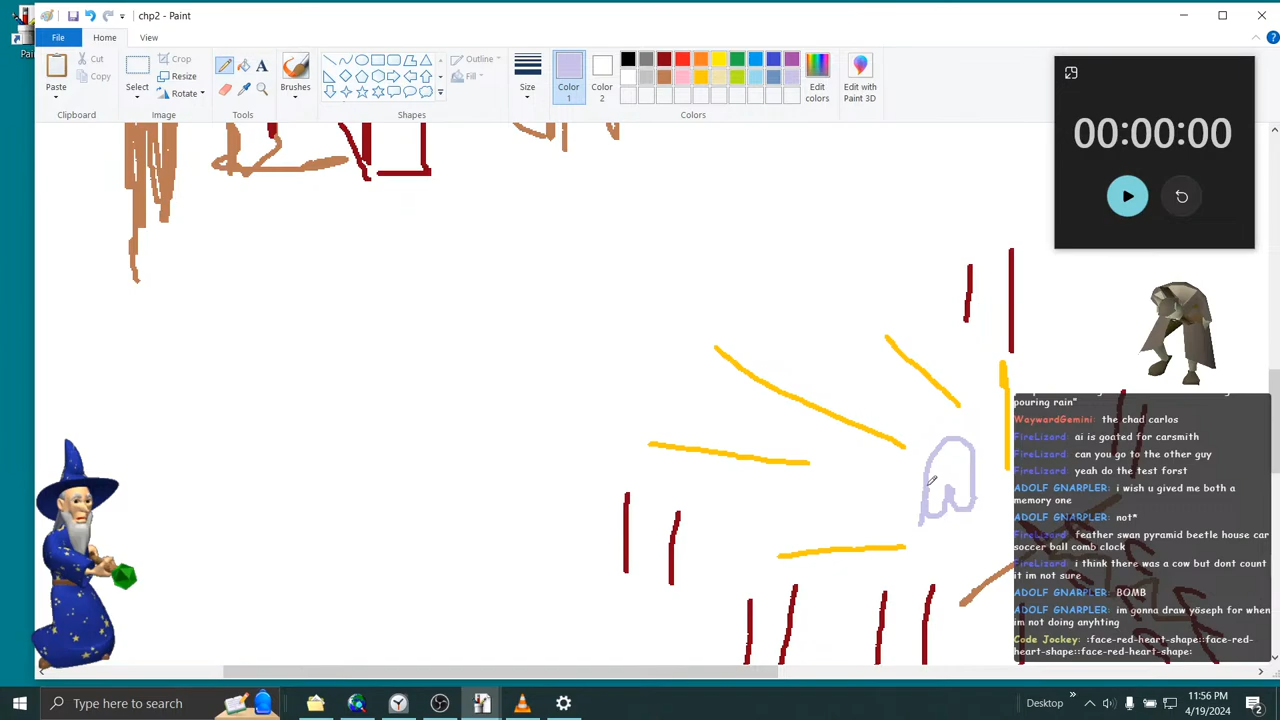 chp2 - Paint
File
Home
View
Paste
Cut
Copy
Clipboard
Select
Crop
Resize
Rotate
Image
Tools
Brushes
Shapes
Outline
Fill
Size
Color 1
Color 2
Colors
Edit colors
Edit with Paint 3D
00:00:00
Pain
pouring rain"
WaywardGemini: the chad carlos
FireLizard: ai is goated for carsmith
FireLizard: can you go to the other guy
FireLizard: yeah do the test forst
ADOLF GNARPLER: i wish u gived me both a
memory one
ADOLF GNARPLER: not*
FireLizard: feather swan pyramid beetle house car
soccer ball comb clock
FireLizard: i think there was a cow but dont count
it im not sure
ADOLF GNARPLER: BOMB
ADOLF GNARPLER: im gonna draw yöseph for when
im not doing anyhting
Code Jockey: :face-red-heart-shape::face-red-
heart-shape::face-red-heart-shape:
Type here to search
Desktop
11:56 PM
4/19/2024
2